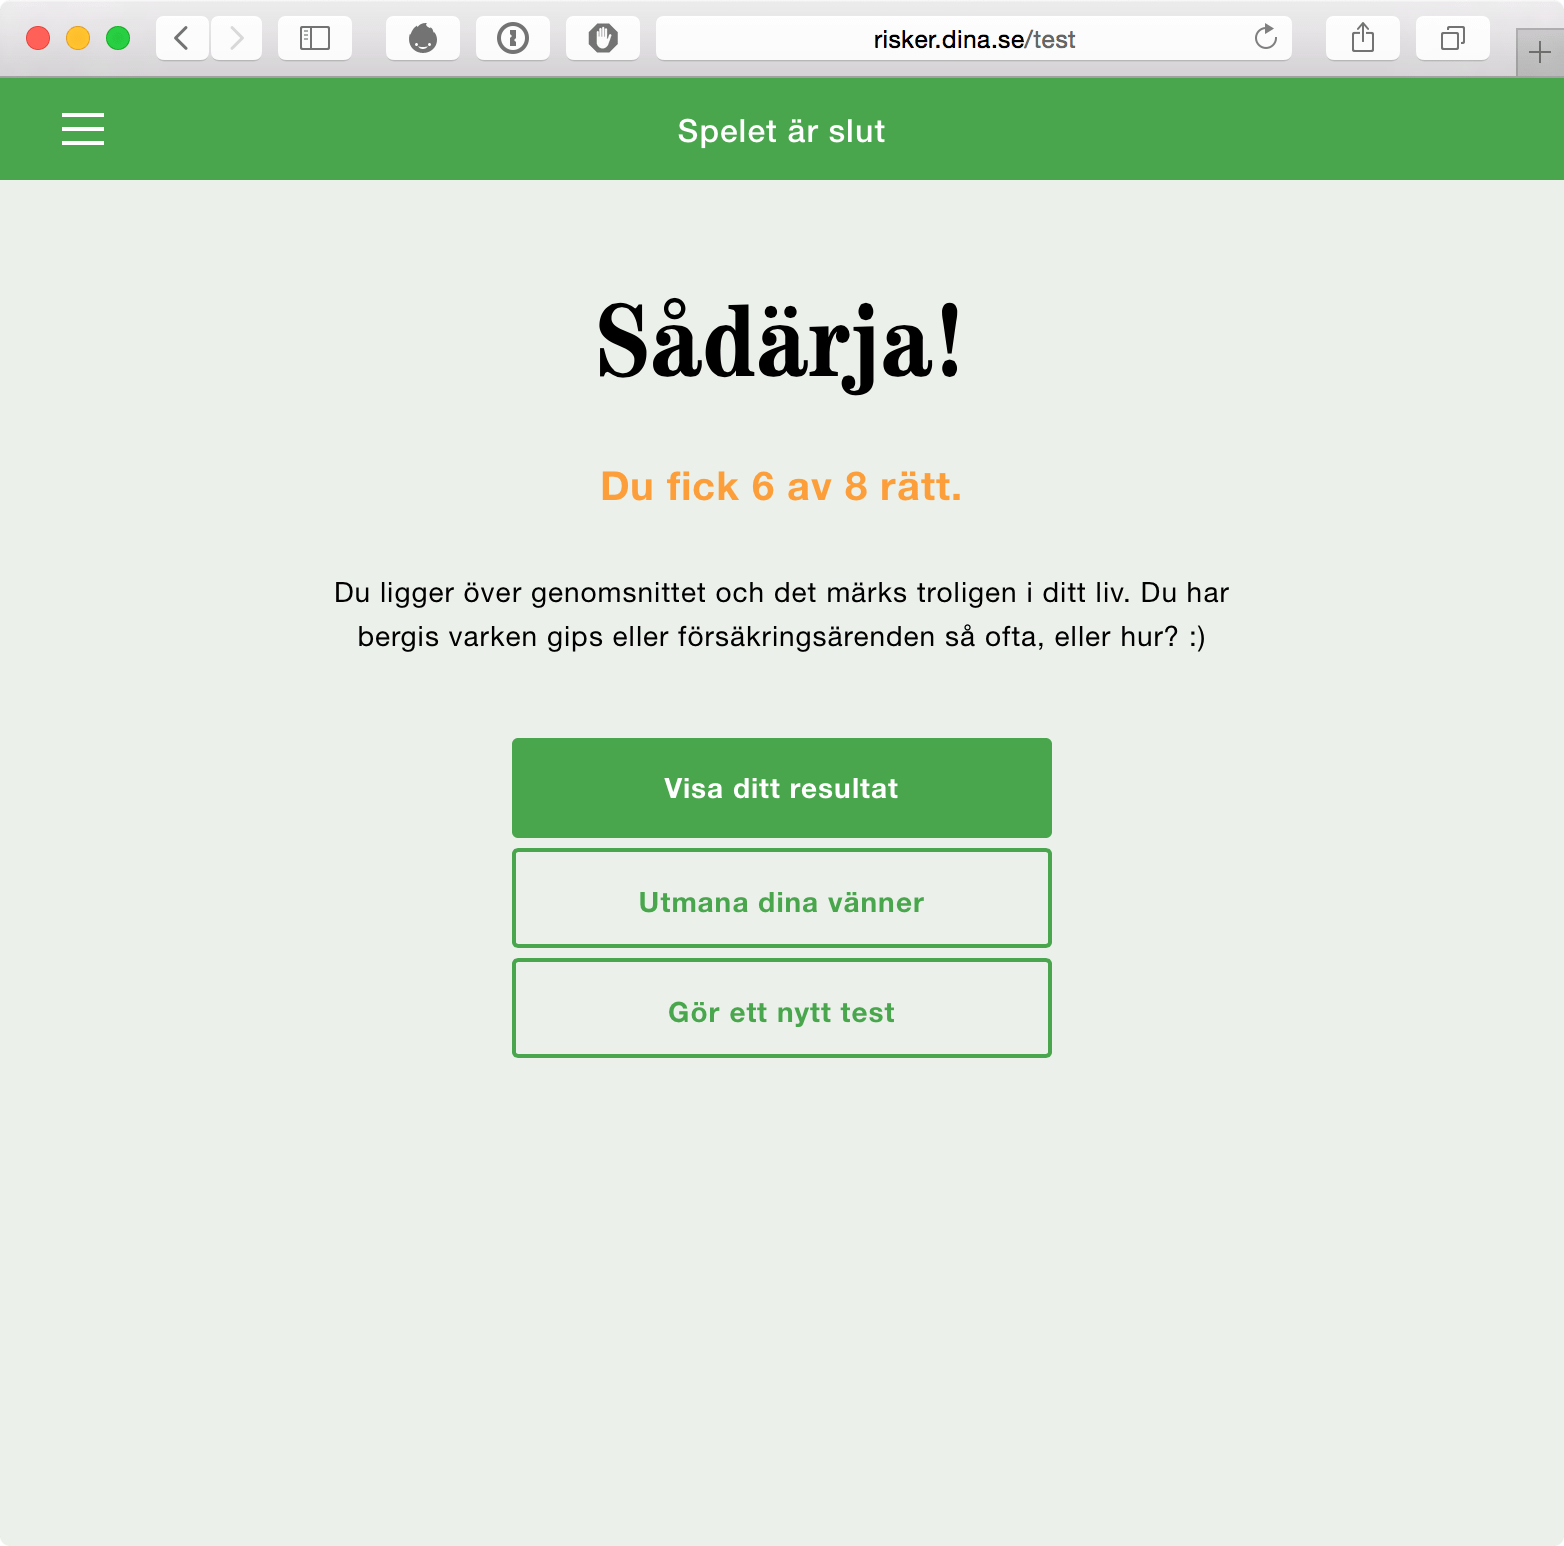 risker.dina.se/test
Spelet är slut
Sådärja!
Du fick 6 av 8 rätt.
Du ligger över genomsnittet och det märks troligen i ditt liv. Du har
bergis varken gips eller försäkringsärenden så ofta, eller hur? :)
Visa ditt resultat
Utmana dina vänner
Gör ett nytt test